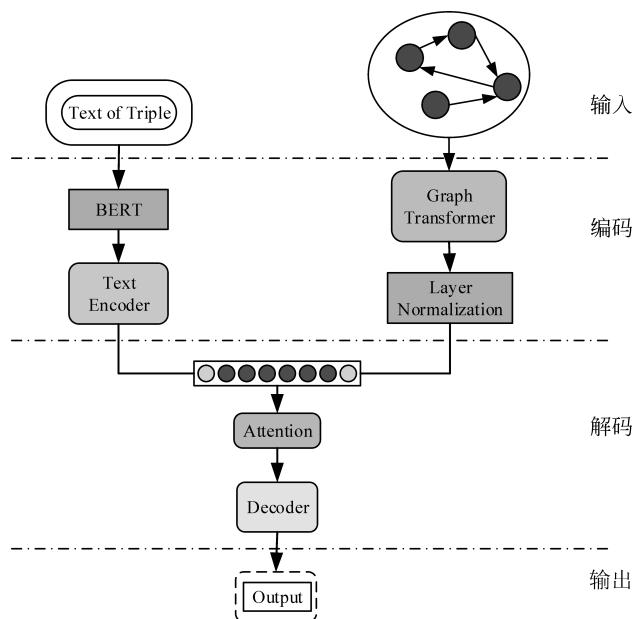 Text of Triple
输入
BERT
Graph
Transformer
编码
Text
Encoder
Layer
Normalization
Attention
解码
Decoder
Output
输出